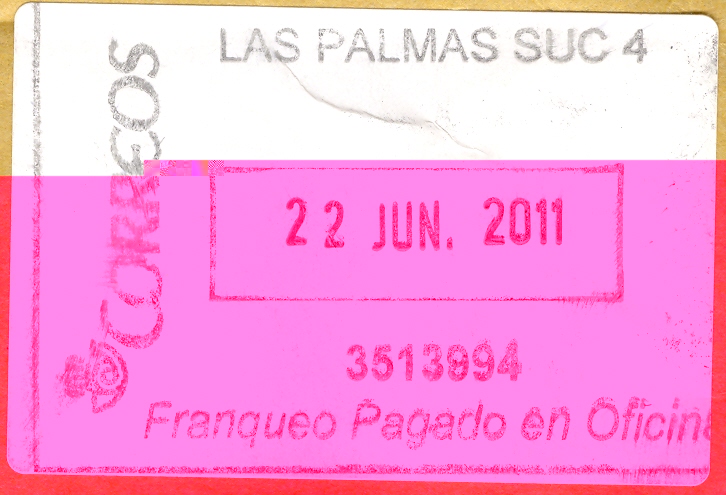 LAS PALMAS SUC 4
CORREOS
22 JUN. 2011
3513994
Franqueo Pagado en Oficina